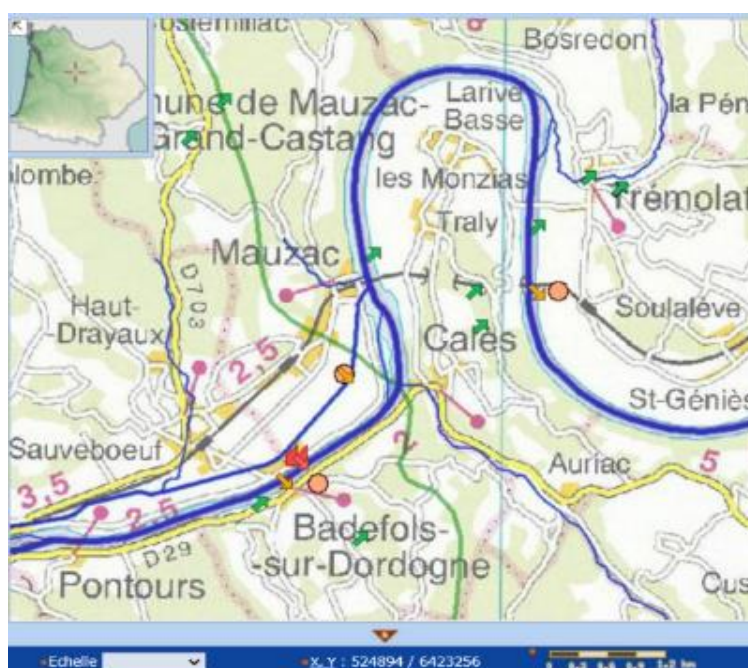 Bosredon
Larive
Basse
la Pén
mune de Mauzac-
Grand-Castang
olombe
les Monzias
Trémolat
Traly
Mauzac
D703
Haut-
-Drayaux
Soulalève
Calès
2,5
St-Géniès
2
Sauveboeuf
Auriac
5
3,5
2,5
Badefols-
-sur-Dordogne
D29
Pontours
Cus
Echelle
X, Y : 524894 / 6423256